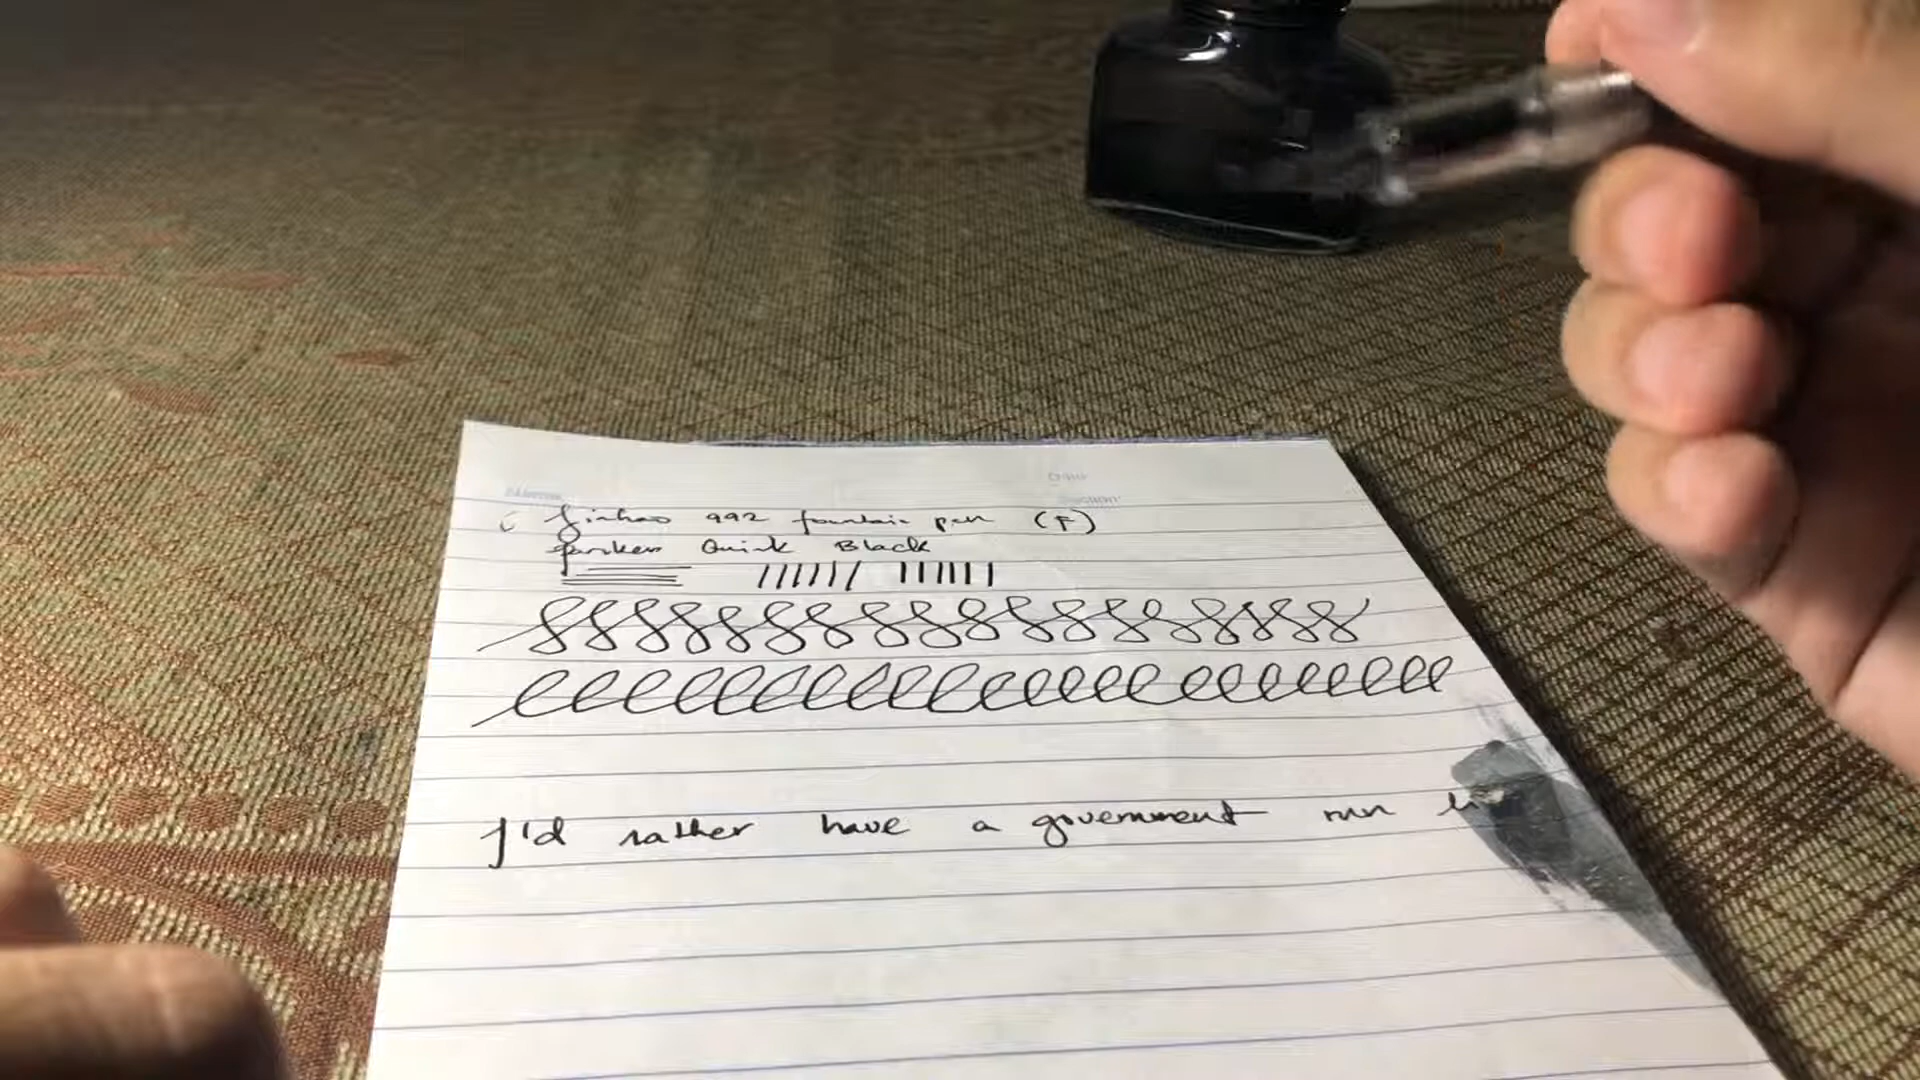 Jinhao 992 fountain pen (F)
Parker Quink Black
I'd rather have a government run